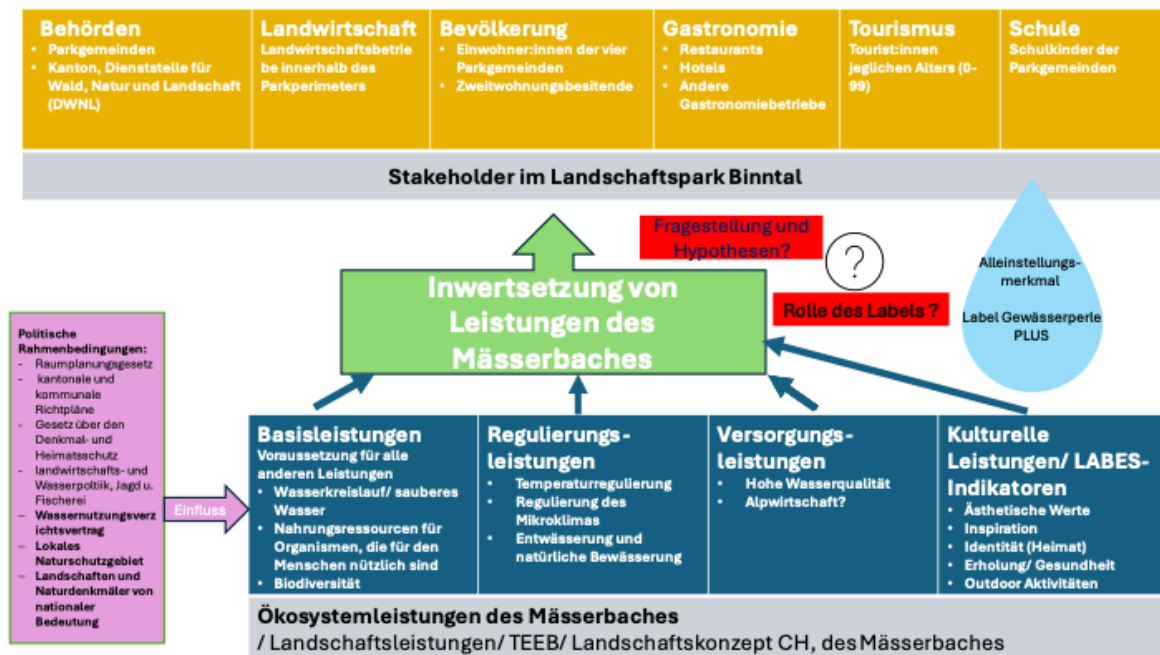 Behörden
• Parkgemeinden
• Kanton, Dienststelle für
Wald, Natur und Landschaft
(DWNL)
Landwirtschaft
Landwirtschaftsbetrie
be innerhalb des
Parkperimeters
Bevölkerung
• Einwohner:innen der vier
Parkgemeinden
• Zweitwohnungsbesitende
Gastronomie
• Restaurants
• Hotels
• Andere
Gastronomiebetriebe
Tourismus
Tourist:innen
jeglichen Alters (0-
99)
Schule
Schulkinder der
Parkgemeinden
Stakeholder im Landschaftspark Binntal
Fragestellung und
Hypothesen?
?
Rolle des Labels ?
Alleinstellungs-
merkmal
Label Gewässerperle
PLUS
Inwertsetzung von
Leistungen des
Mässerbaches
Politische
Rahmenbedingungen:
- Raumplanungsgesetz
- kantonale und
kommunale
Richtpläne
- Gesetz über den
Denkmal- und
Heimatsschutz
- landwirtschafts- und
Wasserpoltiik, Jagd u.
Fischerei
- Wassernutzungsverz
ichtsvertrag
- Lokales
Naturschutzgebiet
- Landschaften und
Naturdenkmäler von
nationaler
Bedeutung
Einfluss
Basisleistungen
Voraussetzung für alle
anderen Leistungen
• Wasserkreislauf/ sauberes
Wasser
• Nahrungsressourcen für
Organismen, die für den
Menschen nützlich sind
• Biodiversität
Regulierungs-
leistungen
• Temperaturregulierung
• Regulierung des
Mikroklimas
• Entwässerung und
natürliche Bewässerung
Versorgungs-
leistungen
• Hohe Wasserqualität
• Alpwirtschaft?
Kulturelle
Leistungen/ LABES-
Indikatoren
• Ästhetische Werte
• Inspiration
• Identität (Heimat)
• Erholung/ Gesundheit
• Outdoor Aktivitäten
Ökosystemleistungen des Mässerbaches
/ Landschaftsleistungen/ TEEB/ Landschaftskonzept CH, des Mässerbaches